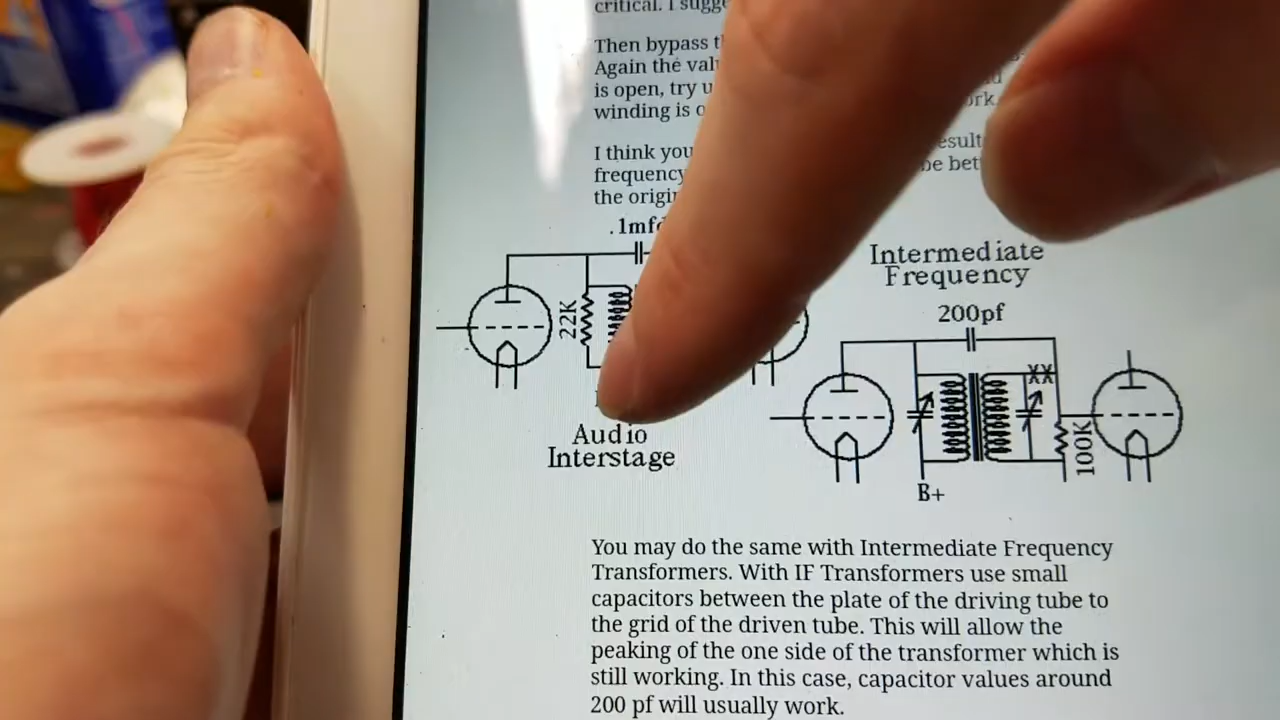 critical. I
Then bypass
Again the
is open, try
winding is
I think you
frequency
the
.1mfd
22K
Audio
Interstage
Intermediate
Frequency
200pf
XX
100K
B+
You may do the same with Intermediate Frequency
Transformers. With IF Transformers use small
capacitors between the plate of the driving tube to
the grid of the driven tube. This will allow the
peaking of the one side of the transformer which is
still working. In this case, capacitor values around
200 pf will usually work.